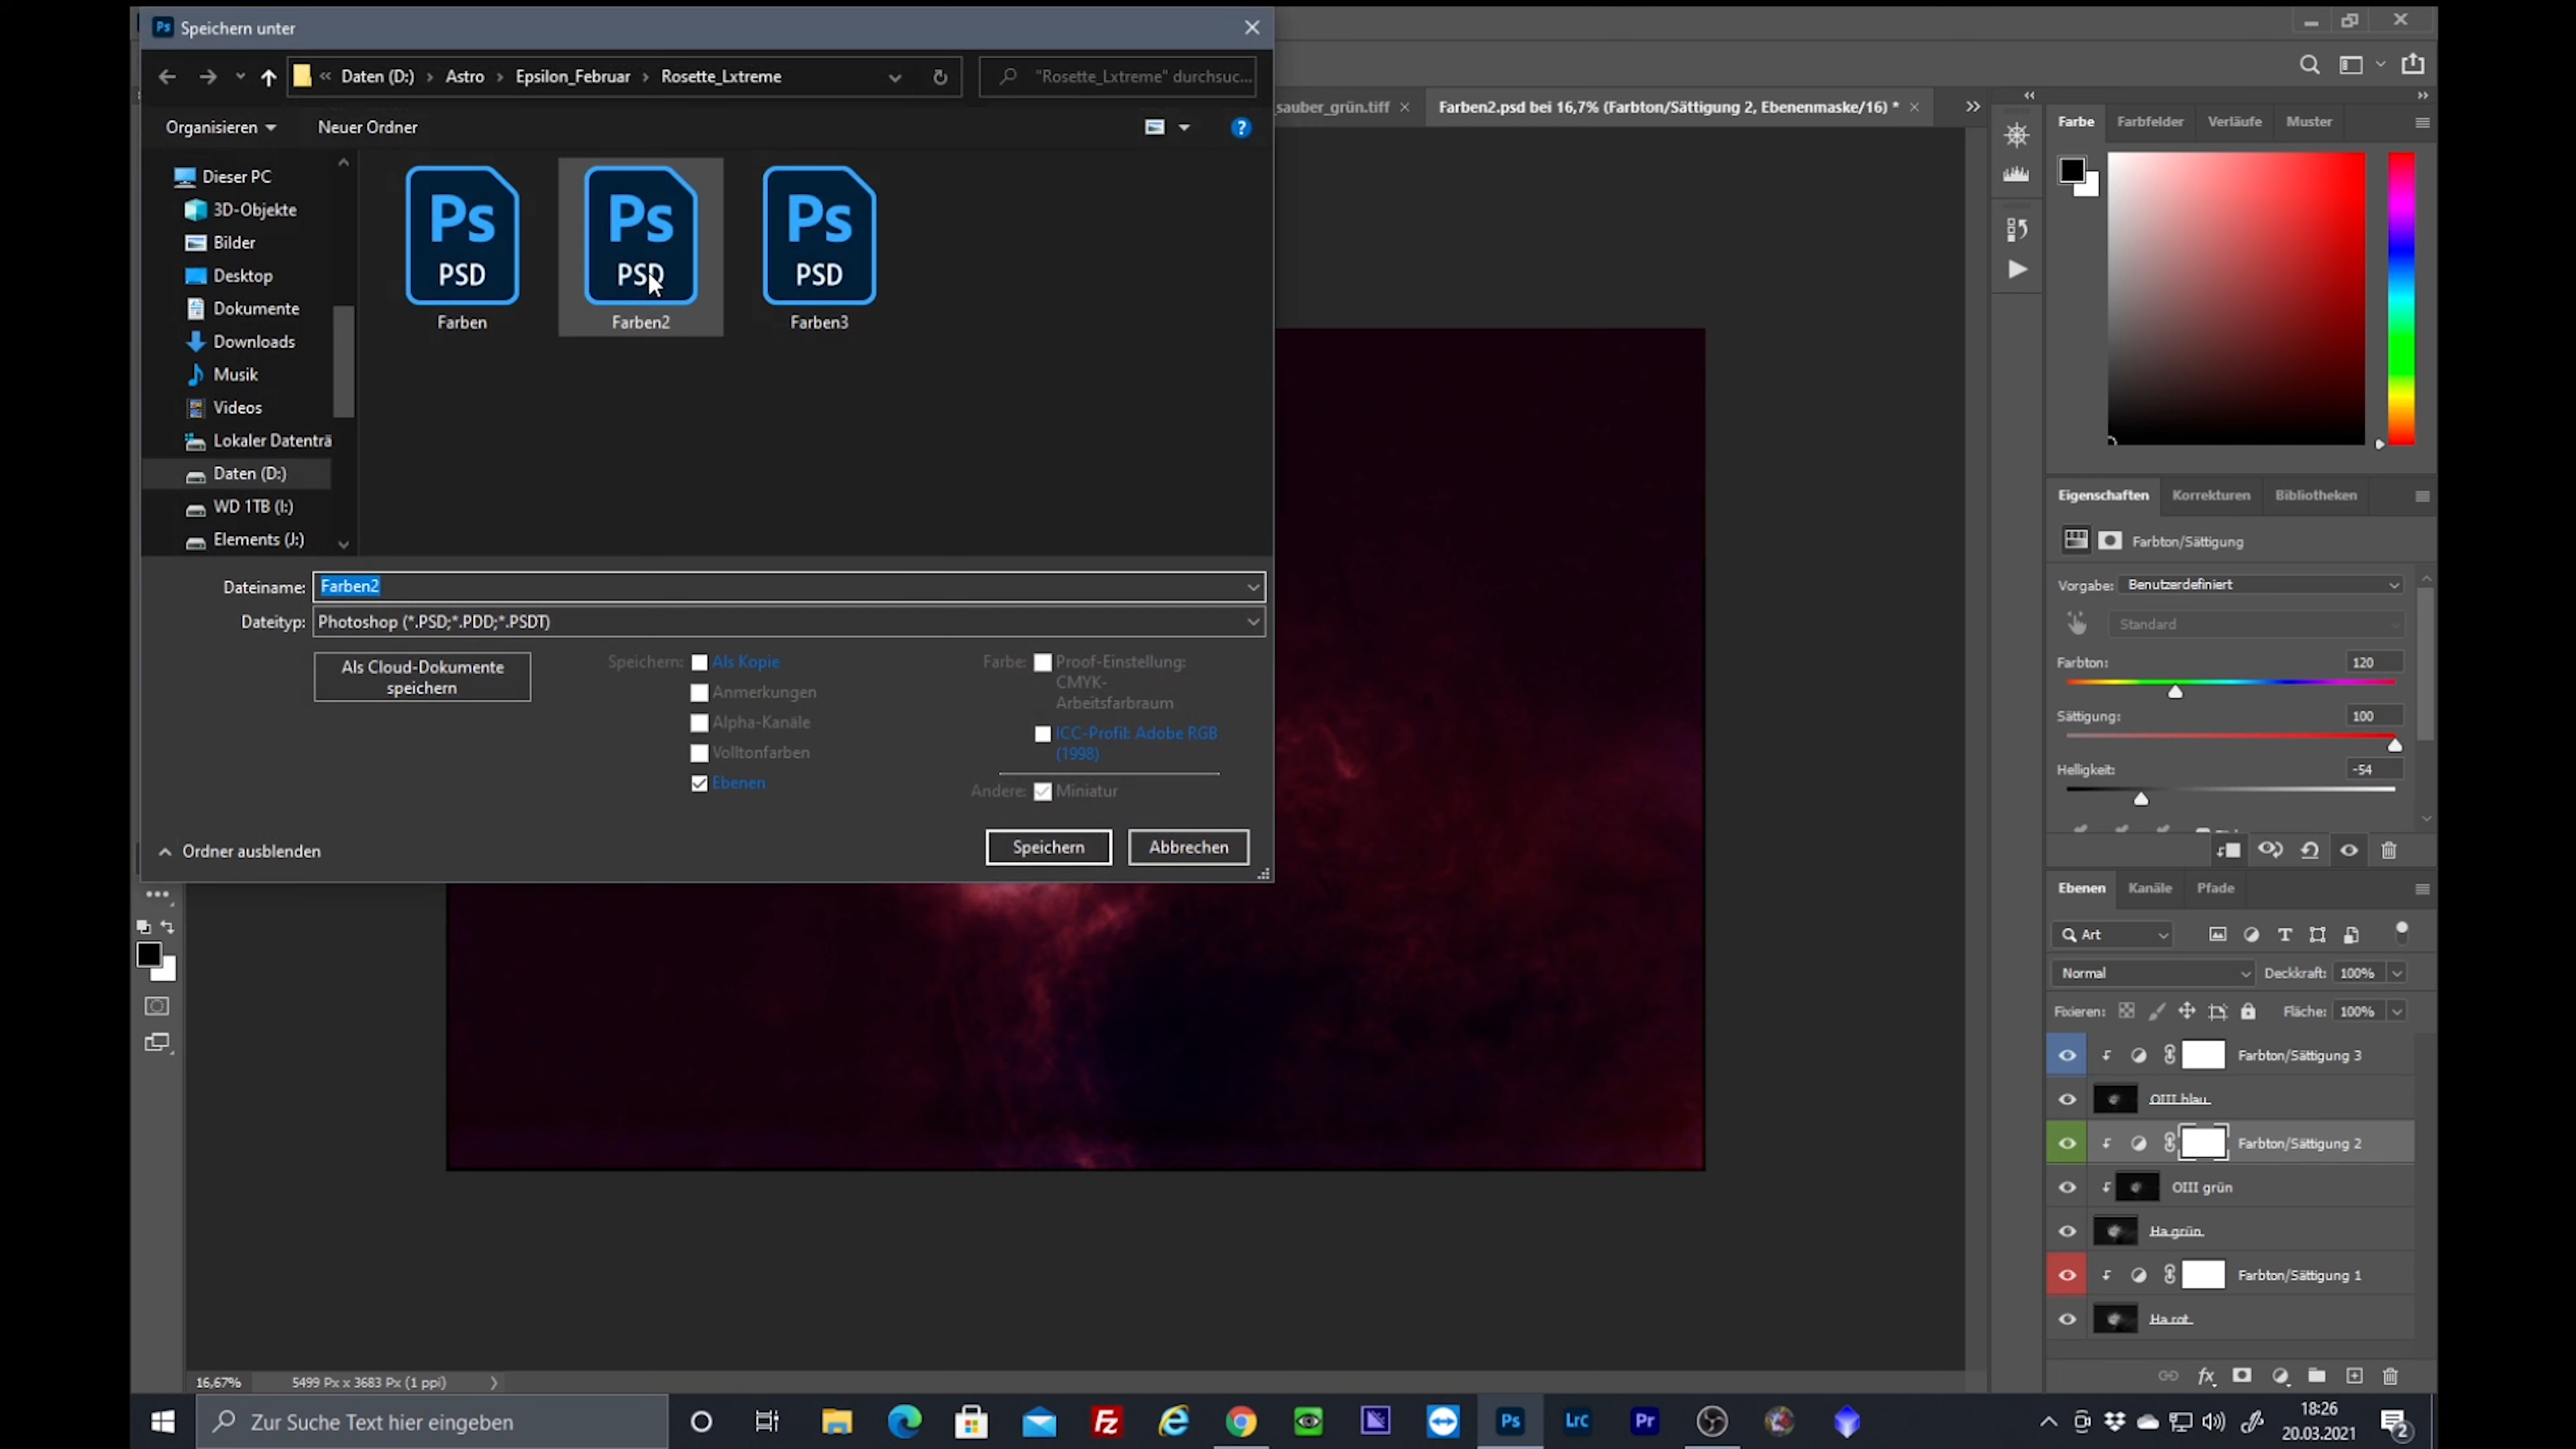 Ps Speichern unter
« Daten (D:) › Astro › Epsilon_Februar › Rosette_Lxtreme
"Rosette_Lxtreme" durchsuc...
Organisieren
Neuer Ordner
Dieser PC
3D-Objekte
Bilder
Desktop
Dokumente
Downloads
Musik
Videos
Lokaler Datenträ
Daten (D:)
WD 1TB (I:)
Elements (J:)
Ps PSD
Farben
Ps PSD
Farben2
Ps PSD
Farben3
Dateiname: Farben2
Dateityp: Photoshop (*.PSD;*.PDD;*.PSDT)
Als Cloud-Dokumente
speichern
Speichern: Als Kopie
Anmerkungen
Alpha-Kanäle
Volltonfarben
Ebenen
Farbe: Proof-Einstellung:
CMYK-
Arbeitsfarbraum
ICC-Profil: Adobe RGB
(1998)
Andere: Miniatur
Ordner ausblenden
Speichern
Abbrechen
_sauber_grün.tiff ×
Farben2.psd bei 16,7% (Farbton/Sättigung 2, Ebenenmaske/16) * ×
Farbe Farbfelder Verläufe Muster
Eigenschaften Korrekturen Bibliotheken
Farbton/Sättigung
Vorgabe: Benutzerdefiniert
Standard
Farbton: 120
Sättigung: 100
Helligkeit: -54
Ebenen Kanäle Pfade
Art
Normal Deckkraft: 100%
Fixieren: Fläche: 100%
Farbton/Sättigung 3
OIII blau
Farbton/Sättigung 2
OIII grün
Ha grün
Farbton/Sättigung 1
Ha rot
16,67% 5499 Px x 3683 Px (1 ppi)
Zur Suche Text hier eingeben
Fz
Ps
Lrc
Pr
18:26
20.03.2021
2